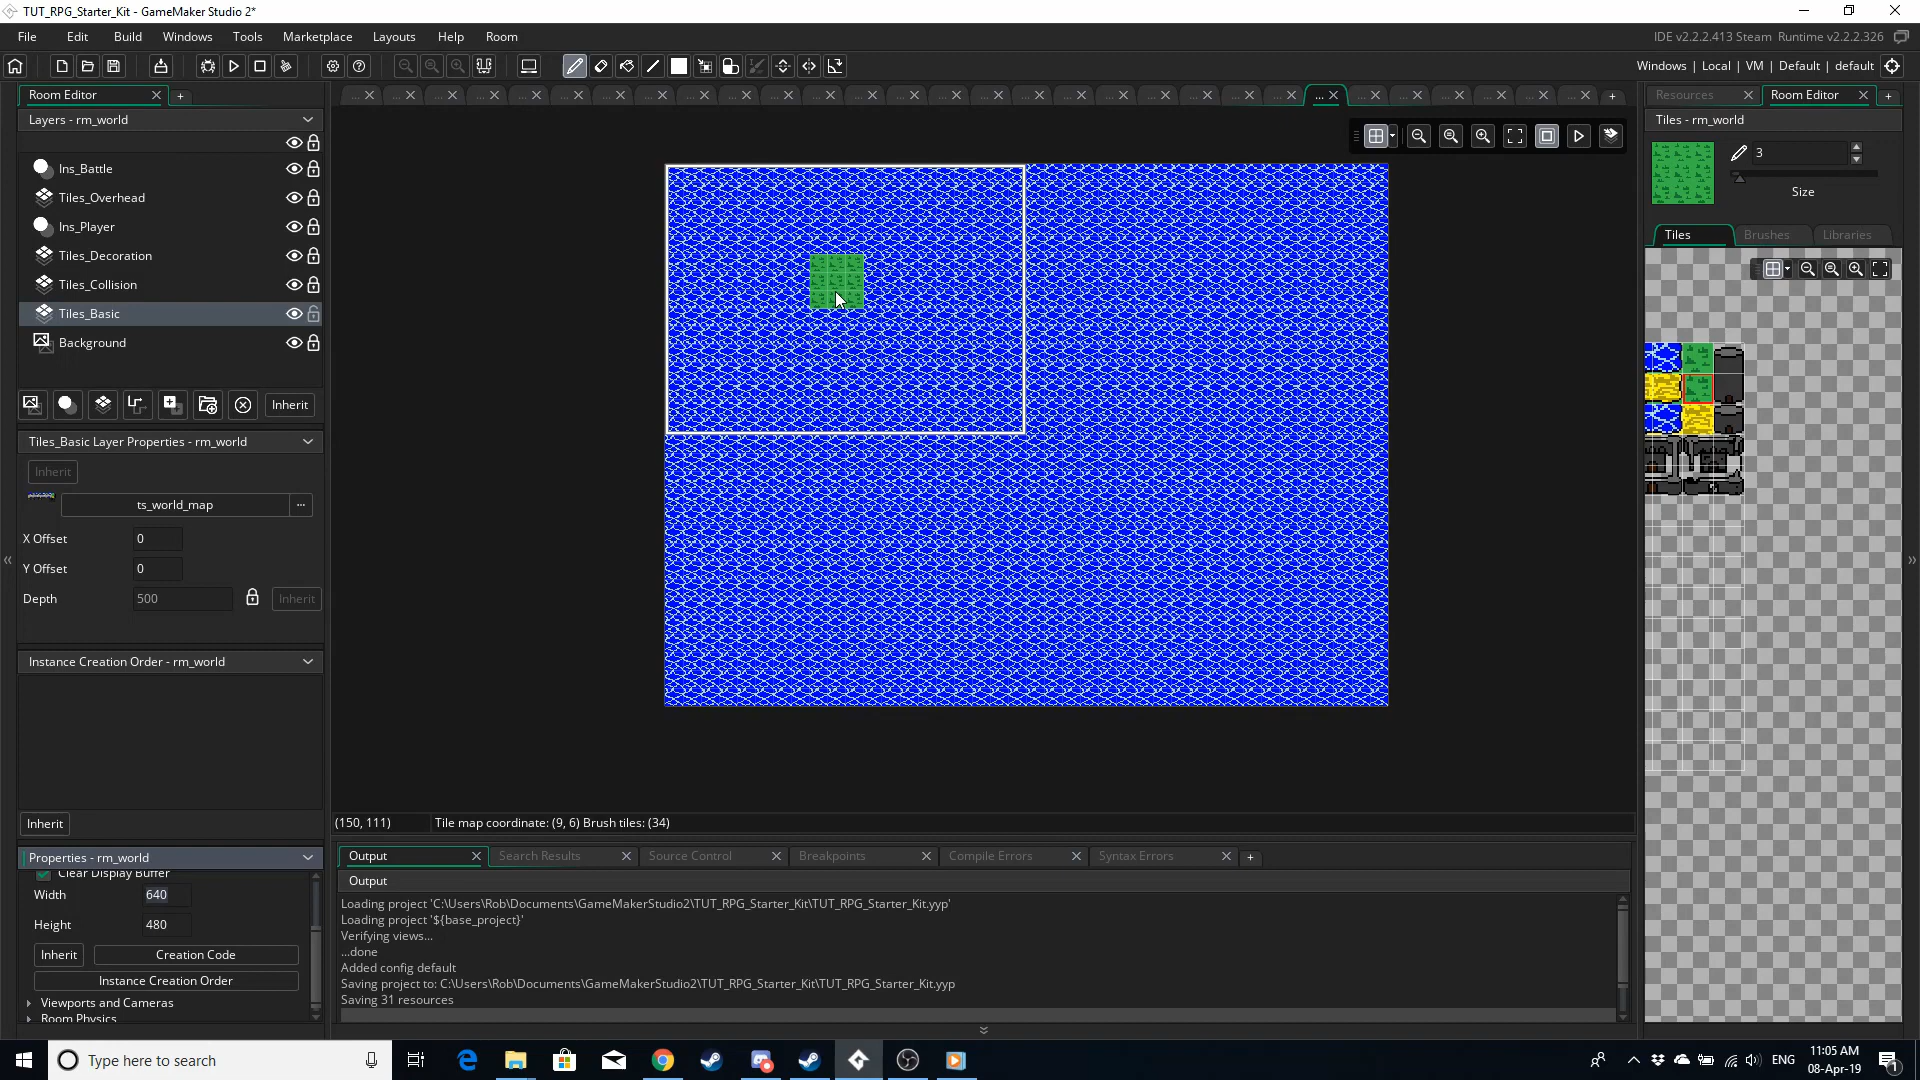 TUT_RPG_Starter_Kit - GameMaker Studio 2*
File Edit Build Windows Tools Marketplace Layouts Help Room
IDE v2.2.2.413 Steam Runtime v2.2.2.326
Windows | Local | VM | Default | default
Room Editor
Layers - rm_world
Ins_Battle
Tiles_Overhead
Ins_Player
Tiles_Decoration
Tiles_Collision
Tiles_Basic
Background
Inherit
Tiles_Basic Layer Properties - rm_world
Inherit
ts_world_map ...
X Offset 0
Y Offset 0
Depth 500 Inherit
Instance Creation Order - rm_world
Inherit
Properties - rm_world
Clear Display Buffer
Width 640
Height 480
Inherit Creation Code
Instance Creation Order
Viewports and Cameras
Room Physics
(150, 111) Tile map coordinate: (9, 6) Brush tiles: (34)
Output Search Results Source Control Breakpoints Compile Errors Syntax Errors
Output
Loading project 'C:\Users\Rob\Documents\GameMakerStudio2\TUT_RPG_Starter_Kit\TUT_RPG_Starter_Kit.yyp'
Loading project '${base_project}'
Verifying views...
...done
Added config default
Saving project to: C:\Users\Rob\Documents\GameMakerStudio2\TUT_RPG_Starter_Kit\TUT_RPG_Starter_Kit.yyp
Saving 31 resources
Resources Room Editor
Tiles - rm_world
3
Size
Tiles Brushes Libraries
Type here to search
ENG
11:05 AM
08-Apr-19
1